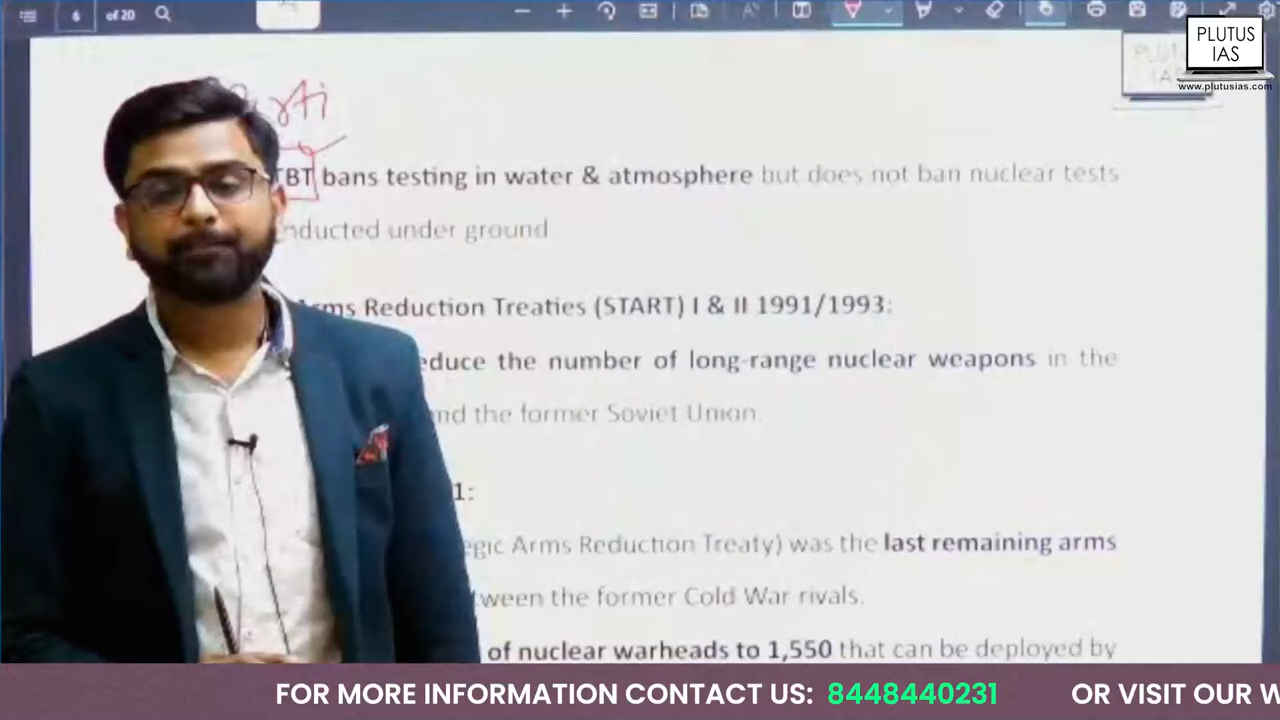 6 of 20
PLUTUS
IAS
www.plutusias.com
TBT bans testing in water & atmosphere but does not ban nuclear tests
nducted under ground.
Arms Reduction Treaties (START) I & II 1991/1993:
educe the number of long-range nuclear weapons in the
and the former Soviet Union.
1:
egic Arms Reduction Treaty) was the last remaining arms
tween the former Cold War rivals.
of nuclear warheads to 1,550 that can be deployed by
FOR MORE INFORMATION CONTACT US: 8448440231 OR VISIT OUR W